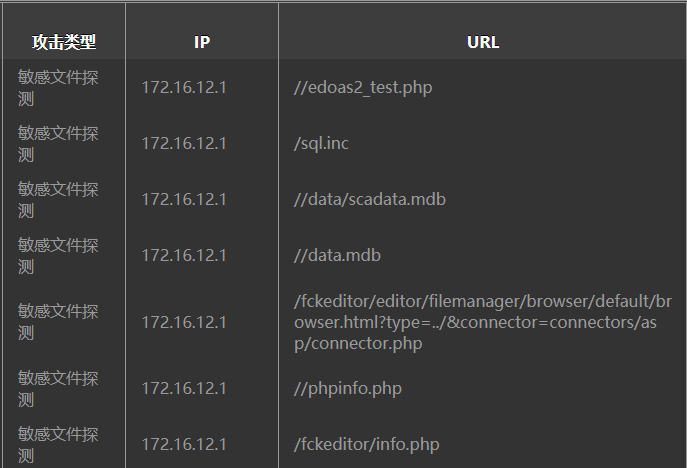 攻击类型 IP URL
敏感文件探
测
172.16.12.1
//edoas2_test.php
敏感文件探
测
172.16.12.1
/sql.inc
敏感文件探
测
172.16.12.1
//data/scadata.mdb
敏感文件探
测
172.16.12.1
//data.mdb
敏感文件探
测
172.16.12.1
/fckeditor/editor/filemanager/browser/default/br
owser.html?type=../&connector=connectors/as
p/connector.php
敏感文件探
测
172.16.12.1
//phpinfo.php
敏感文件探
测
172.16.12.1
/fckeditor/info.php